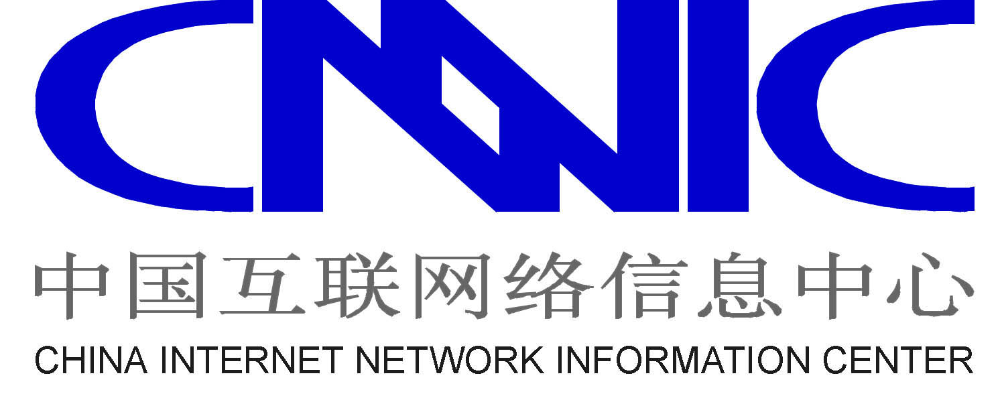 CNNIC
中国互联网络信息中心
CHINA INTERNET NETWORK INFORMATION CENTER